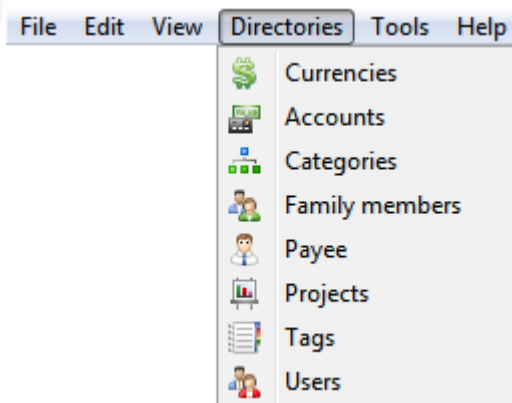 File Edit View Directories Tools Help
Currencies
Accounts
Categories
Family members
Payee
Projects
Tags
Users